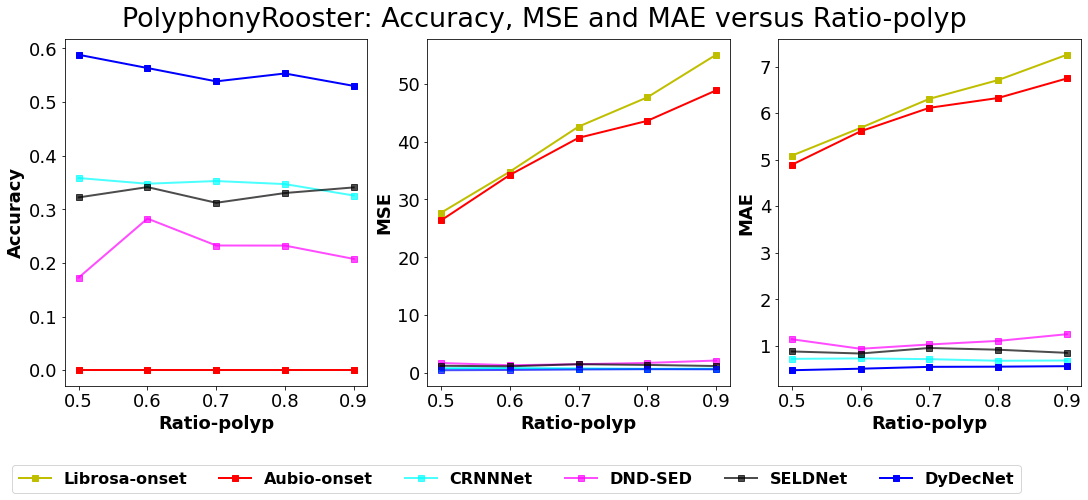 PolyphonyRooster: Accuracy, MSE and MAE versus Ratio-polyp
Accuracy
0.6
0.5
0.4
0.3
0.2
0.1
0.0
0.5 0.6 0.7 0.8 0.9
Ratio-polyp
MSE
50
40
30
20
10
0
0.5 0.6 0.7 0.8 0.9
Ratio-polyp
MAE
7
6
5
4
3
2
1
0.5 0.6 0.7 0.8 0.9
Ratio-polyp
Librosa-onset Aubio-onset CRNNNet DND-SED SELDNet DyDecNet